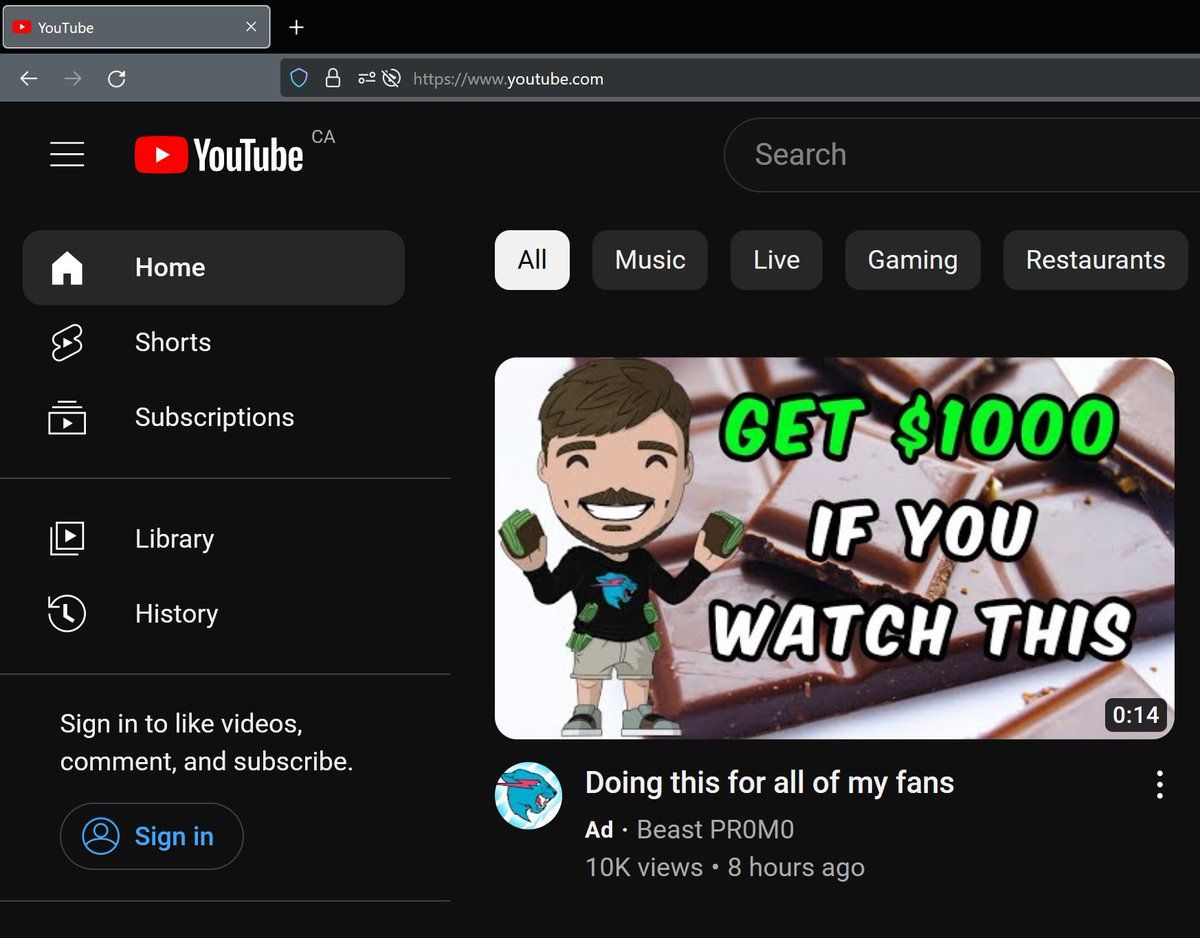 YouTube
https://www.youtube.com
YouTube CA
Search
Home
Shorts
Subscriptions
Library
History
Sign in to like videos,
comment, and subscribe.
Sign in
All
Music
Live
Gaming
Restaurants
GET $1000
IF YOU
WATCH THIS
0:14
Doing this for all of my fans
Ad · Beast PR0M0
10K views • 8 hours ago